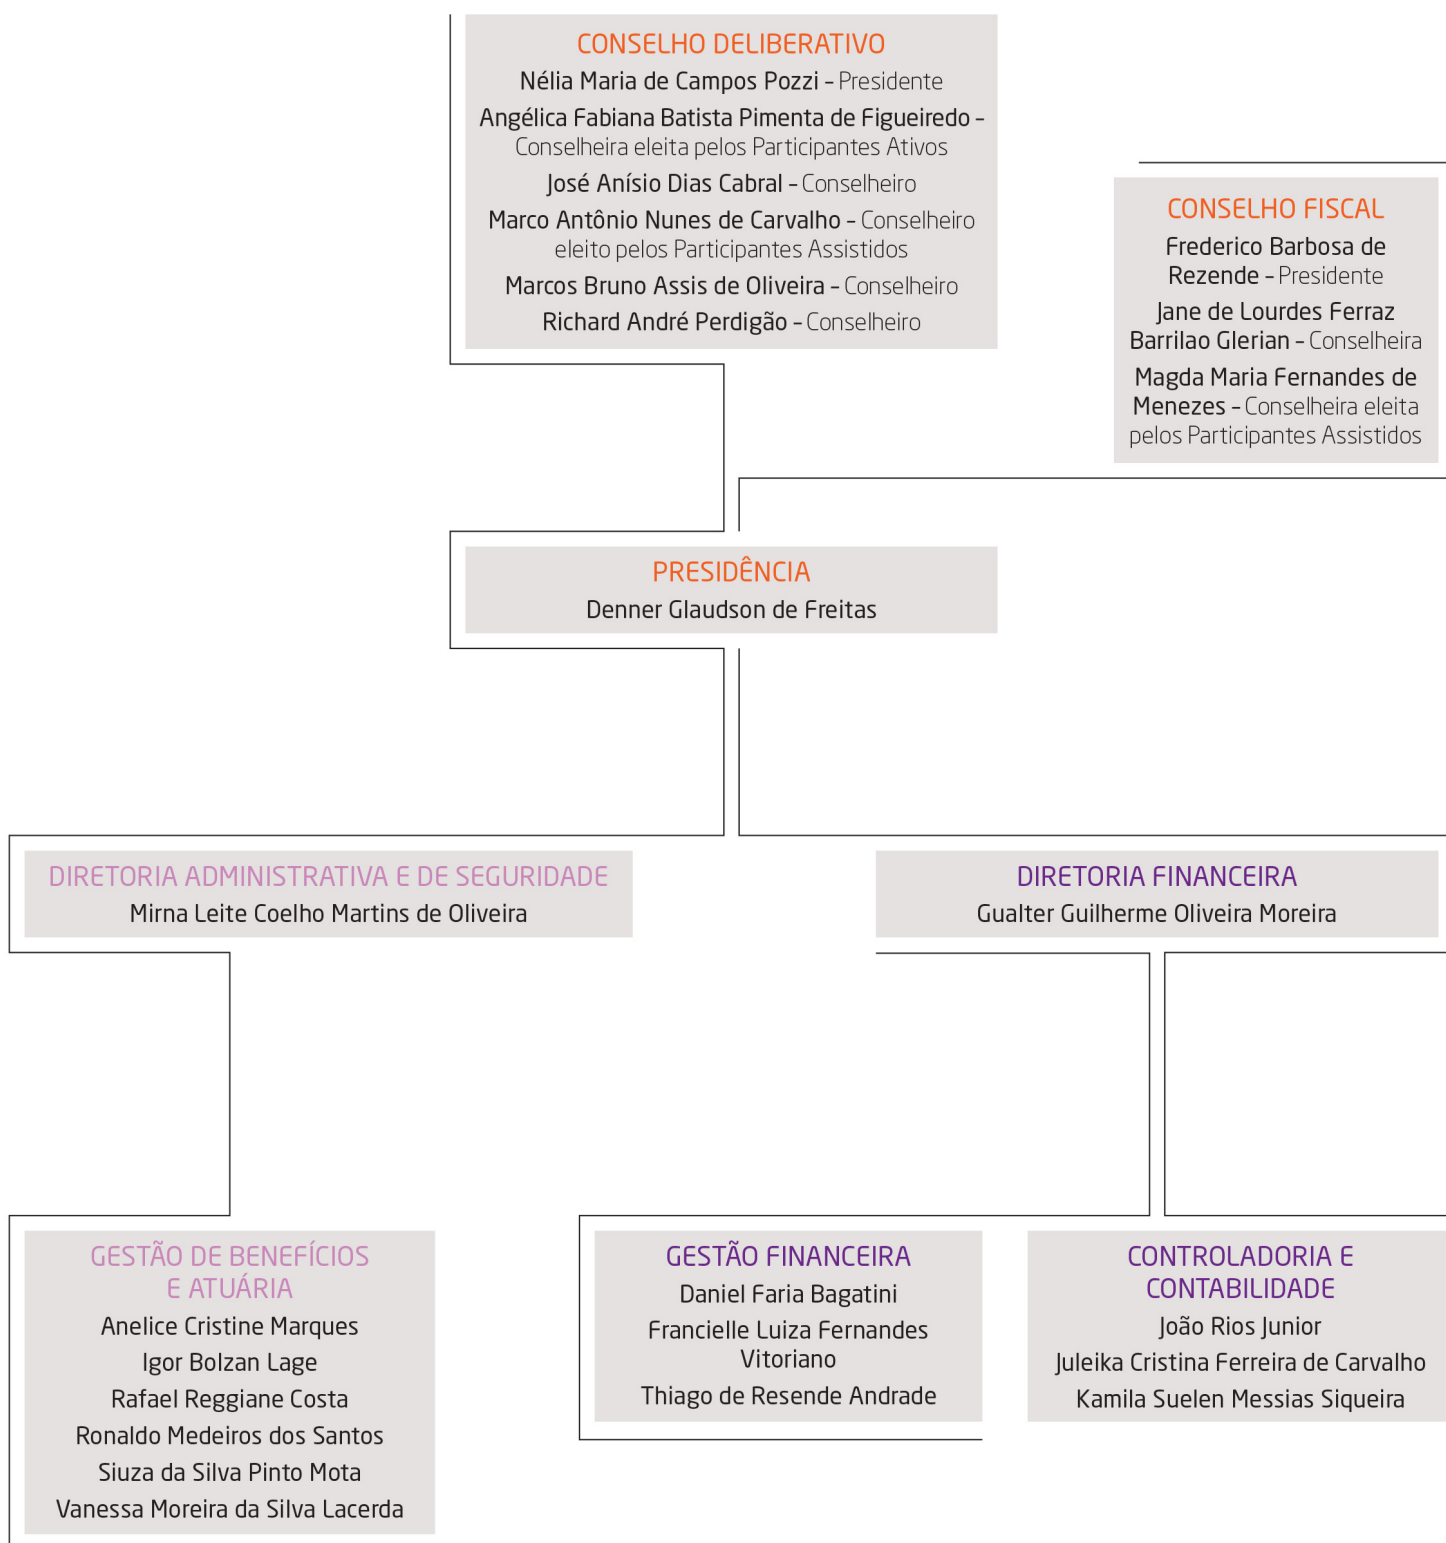 CONSELHO DELIBERATIVO
Nélia Maria de Campos Pozzi – Presidente
Angélica Fabiana Batista Pimenta de Figueiredo –
Conselheira eleita pelos Participantes Ativos
José Anísio Dias Cabral – Conselheiro
Marco Antônio Nunes de Carvalho – Conselheiro
eleito pelos Participantes Assistidos
Marcos Bruno Assis de Oliveira – Conselheiro
Richard André Perdigão – Conselheiro
CONSELHO FISCAL
Frederico Barbosa de
Rezende – Presidente
Jane de Lourdes Ferraz
Barrilao Glerian – Conselheira
Magda Maria Fernandes de
Menezes – Conselheira eleita
pelos Participantes Assistidos
PRESIDÊNCIA
Denner Glaudson de Freitas
DIRETORIA ADMINISTRATIVA E DE SEGURIDADE
Mirna Leite Coelho Martins de Oliveira
DIRETORIA FINANCEIRA
Gualter Guilherme Oliveira Moreira
GESTÃO DE BENEFÍCIOS
E ATUÁRIA
Anelice Cristine Marques
Igor Bolzan Lage
Rafael Reggiane Costa
Ronaldo Medeiros dos Santos
Siuza da Silva Pinto Mota
Vanessa Moreira da Silva Lacerda
GESTÃO FINANCEIRA
Daniel Faria Bagatini
Francielle Luiza Fernandes
Vitoriano
Thiago de Resende Andrade
CONTROLADORIA E
CONTABILIDADE
João Rios Junior
Juleika Cristina Ferreira de Carvalho
Kamila Suelen Messias Siqueira